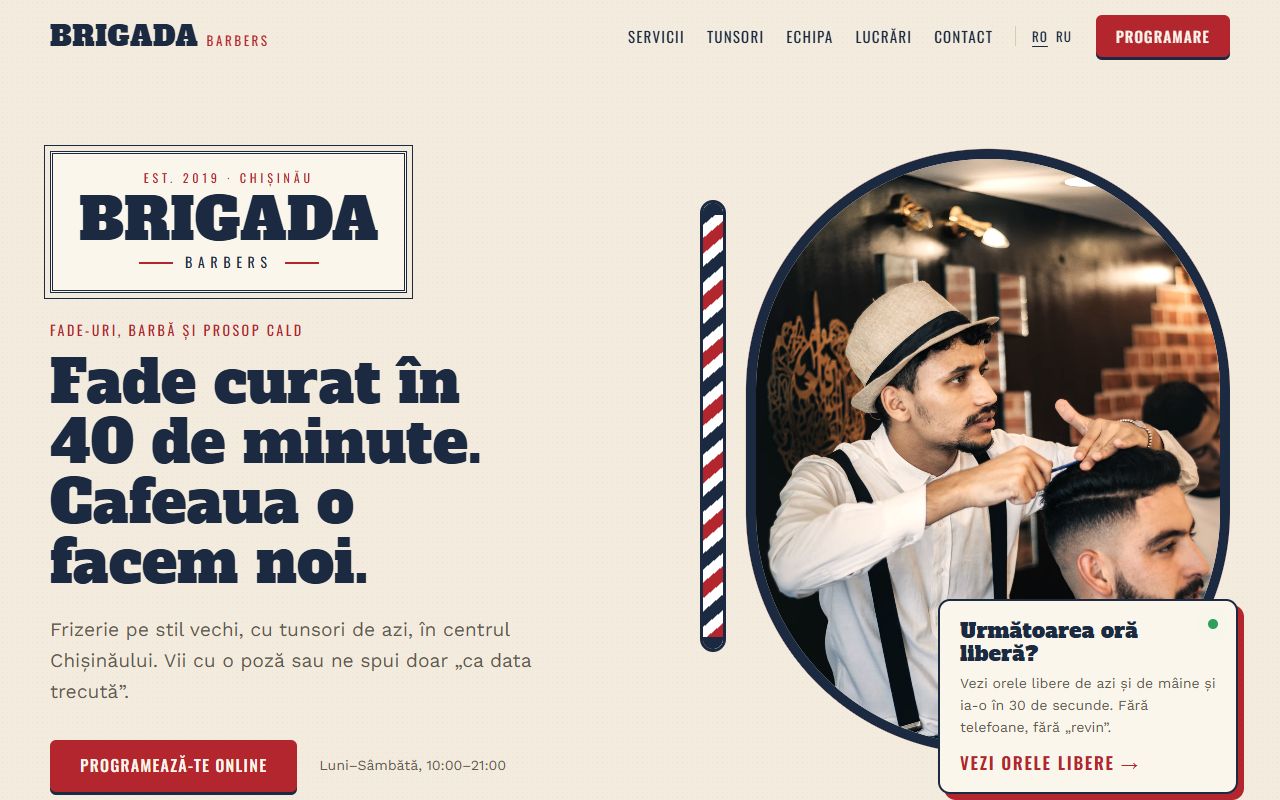 BRIGADA BARBERS
SERVICII TUNSORI ECHIPA LUCRĂRI CONTACT RO RU PROGRAMARE
EST. 2019 · CHIȘINĂU
BRIGADA
BARBERS
FADE-URI, BARBĂ ȘI PROSOP CALD
Fade curat în
40 de minute.
Cafeaua o
facem noi.
Frizerie pe stil vechi, cu tunsori de azi, în centrul
Chișinăului. Vii cu o poză sau ne spui doar „ca data
trecută”.
PROGRAMEAZĂ-TE ONLINE
Luni–Sâmbătă, 10:00–21:00
Următoarea oră
liberă?
Vezi orele libere de azi și de mâine și
ia-o în 30 de secunde. Fără
telefoane, fără „revin”.
VEZI ORELE LIBERE →